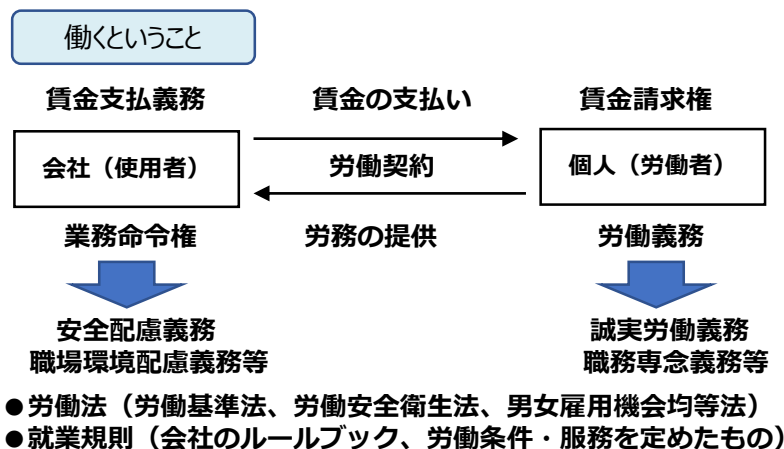 働くということ
賃金支払義務 賃金の支払い 賃金請求権
会社（使用者） 労働契約 個人（労働者）
業務命令権 労務の提供 労働義務
安全配慮義務 誠実労働義務
職場環境配慮義務等 職務専念義務等
●労働法（労働基準法、労働安全衛生法、男女雇用機会均等法）
●就業規則（会社のルールブック、労働条件・服務を定めたもの）